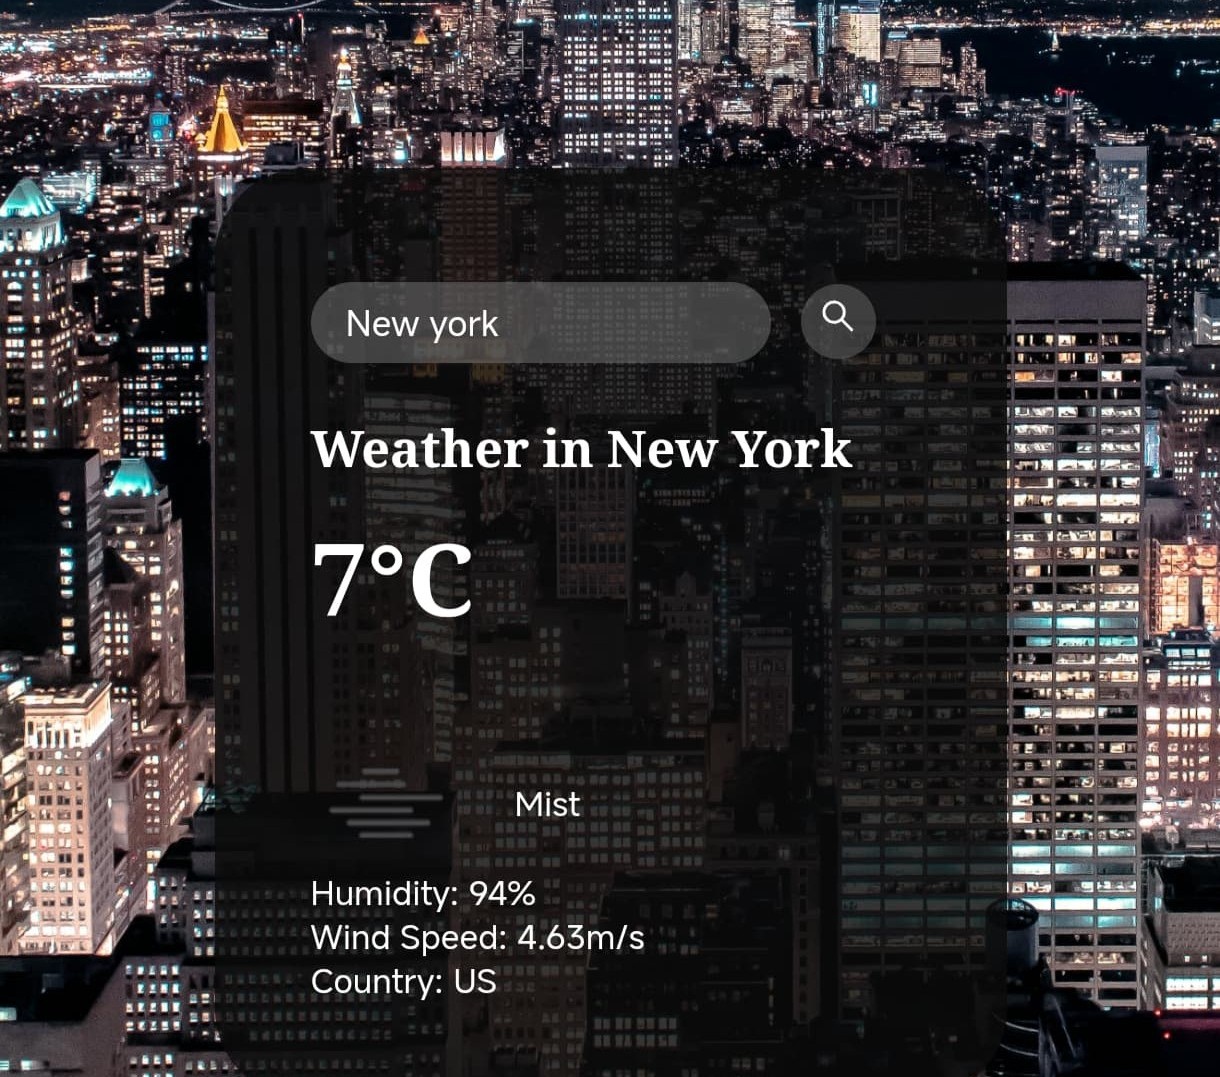 New york
Weather in New York
7°C
Mist
Humidity: 94%
Wind Speed: 4.63m/s
Country: US